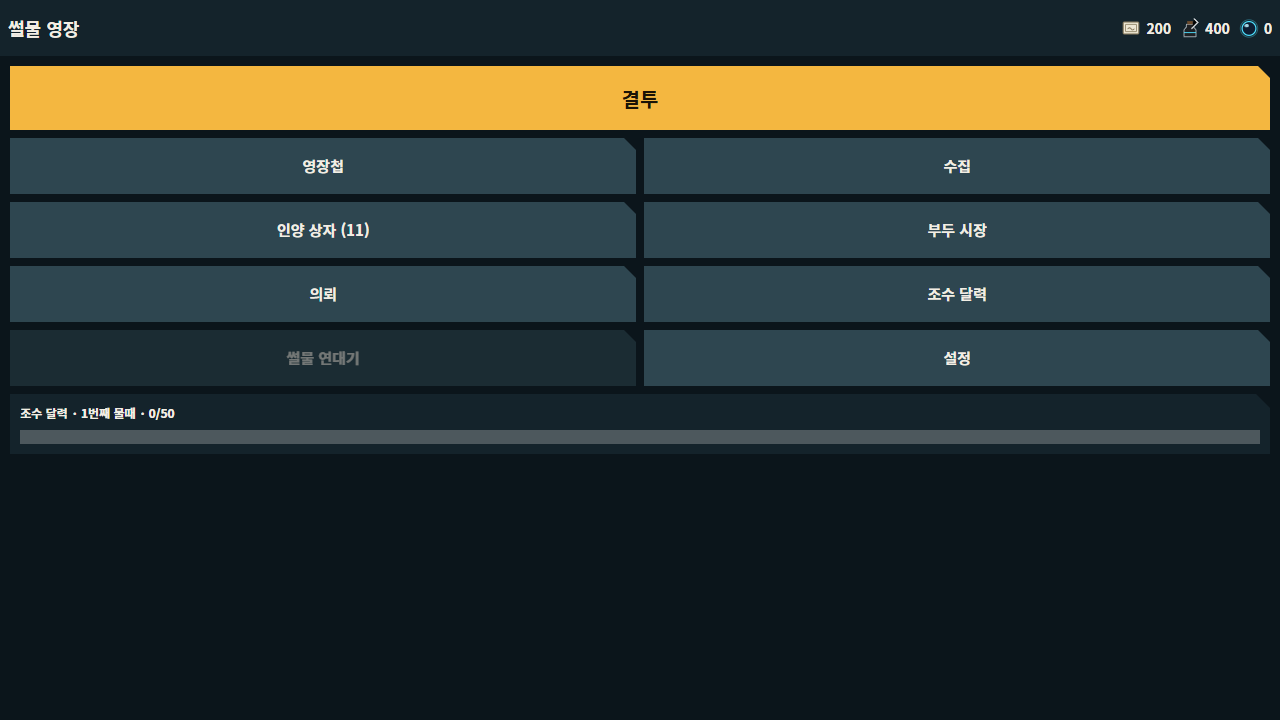 썰물 영장
200 400 0
결투
영장첩
수집
인양 상자 (11)
부두 시장
의뢰
조수 달력
썰물 연대기
설정
조수 달력 · 1번째 물때 · 0/50